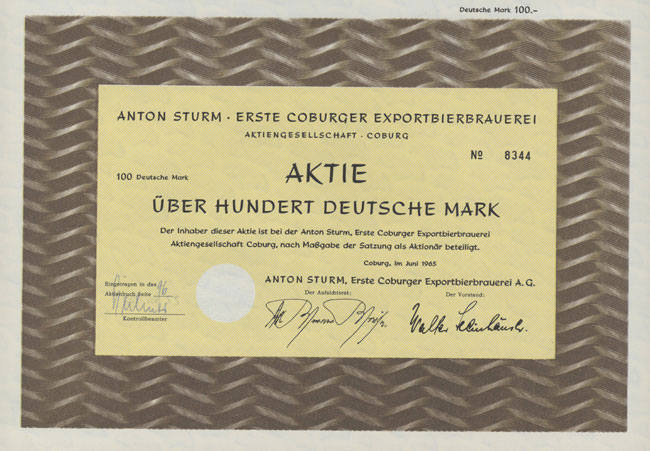 Deutsche Mark 100.–
ANTON STURM · ERSTE COBURGER EXPORTBIERBRAUEREI
AKTIENGESELLSCHAFT · COBURG
Nº 8344
100 Deutsche Mark
AKTIE
ÜBER HUNDERT DEUTSCHE MARK
Der Inhaber dieser Aktie ist bei der Anton Sturm, Erste Coburger Exportbierbrauerei
Aktiengesellschaft Coburg, nach Maßgabe der Satzung als Aktionär beteiligt.
Coburg, im Juni 1965
ANTON STURM, Erste Coburger Exportbierbrauerei A. G.
Der Aufsichtsrat:
Der Vorstand:
Eingetragen in das
Aktienbuch Seite 96
Kontrollbeamter
Walter